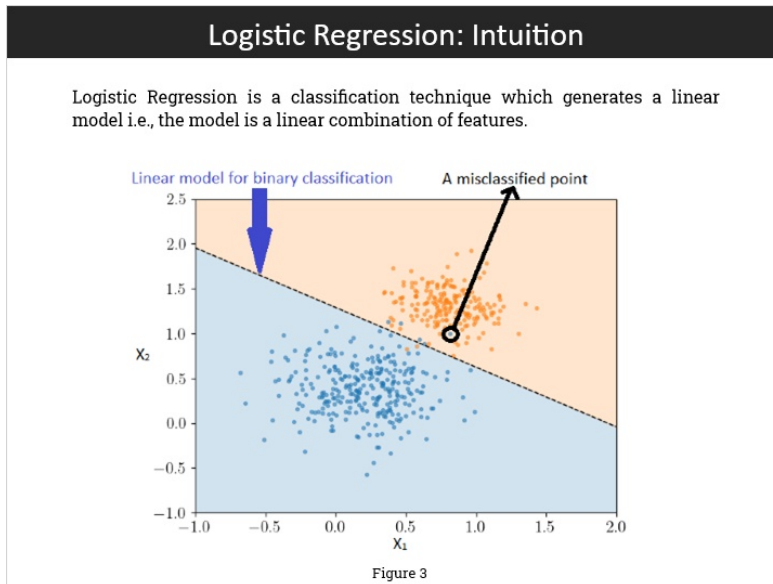 Logistic Regression: Intuition
Logistic Regression is a classification technique which generates a linear
model i.e., the model is a linear combination of features.
Linear model for binary classification
A misclassified point
2.5
2.0
1.5
1.0
X₂
0.5
0.0
−0.5
−1.0
−1.0 −0.5 0.0 0.5 1.0 1.5 2.0
X₁
Figure 3